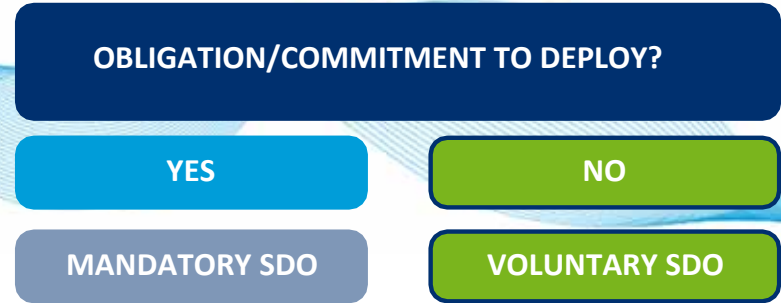 OBLIGATION/COMMITMENT TO DEPLOY?
YES
NO
MANDATORY SDO
VOLUNTARY SDO